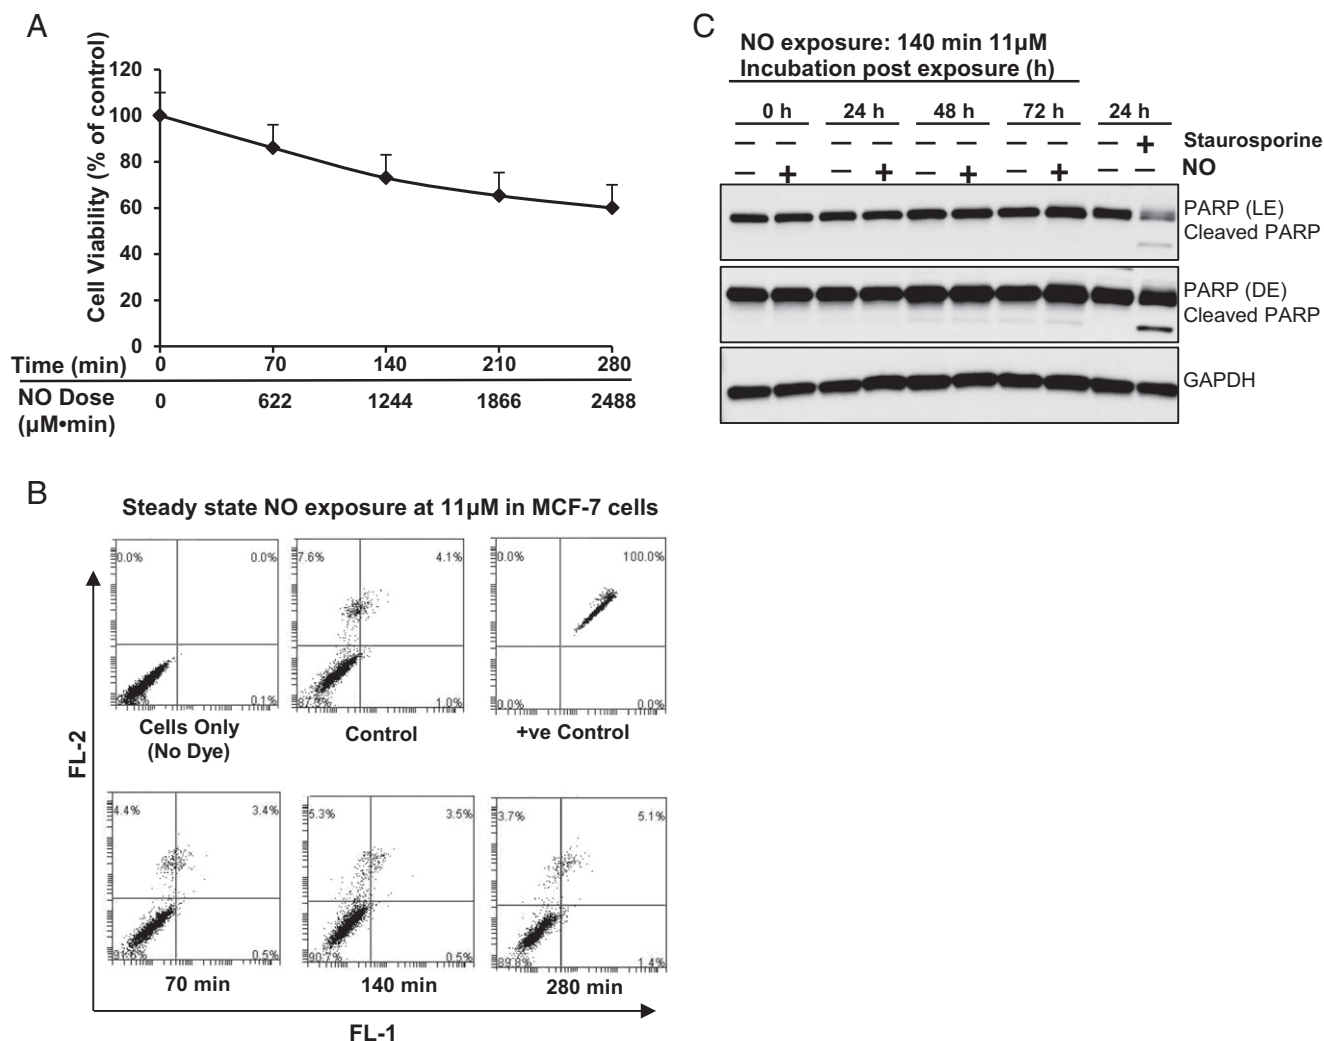 A
Cell Viability (% of control)
120
100
80
60
40
20
0
Time (min) 0 70 140 210 280
NO Dose 0 622 1244 1866 2488
(µM•min)
B
Steady state NO exposure at 11µM in MCF-7 cells
0.0% 0.0%
0.1%
Cells Only
(No Dye)
7.6% 4.1%
1.0%
Control
0.0% 100.0%
0.0% 0.0%
+ve Control
FL-2
4.4% 3.4%
0.5%
70 min
5.3% 3.5%
90.7% 0.5%
140 min
3.7% 5.1%
89.8% 1.4%
280 min
FL-1
C
NO exposure: 140 min 11µM
Incubation post exposure (h)
0 h 24 h 48 h 72 h 24 h
− − − − − − − − − + Staurosporine
− + − + − + − + − − NO
PARP (LE)
Cleaved PARP
PARP (DE)
Cleaved PARP
GAPDH